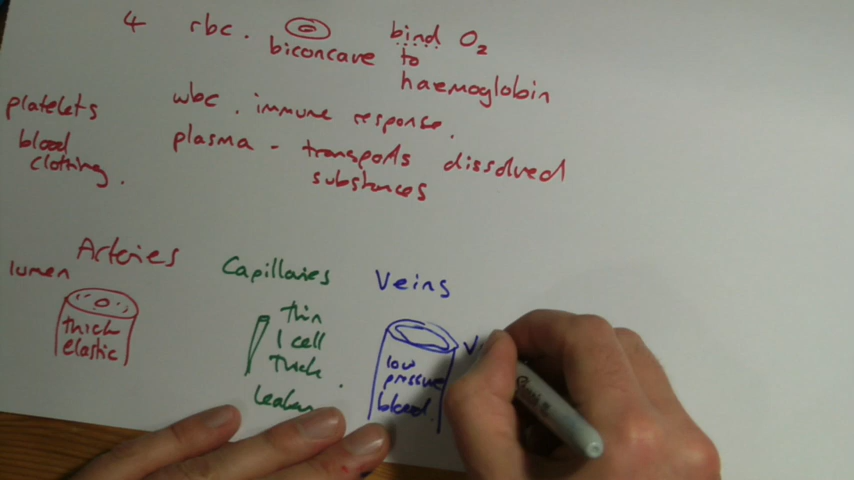 4 rbc. bind O2
biconcave to
haemoglobin
platelets wbc. immune response.
blood plasma - transports dissolved
clotting. substances
Arteries Capillaries Veins
lumen
thick
elastic
thin
1 cell
thick.
low
pressure
blood.